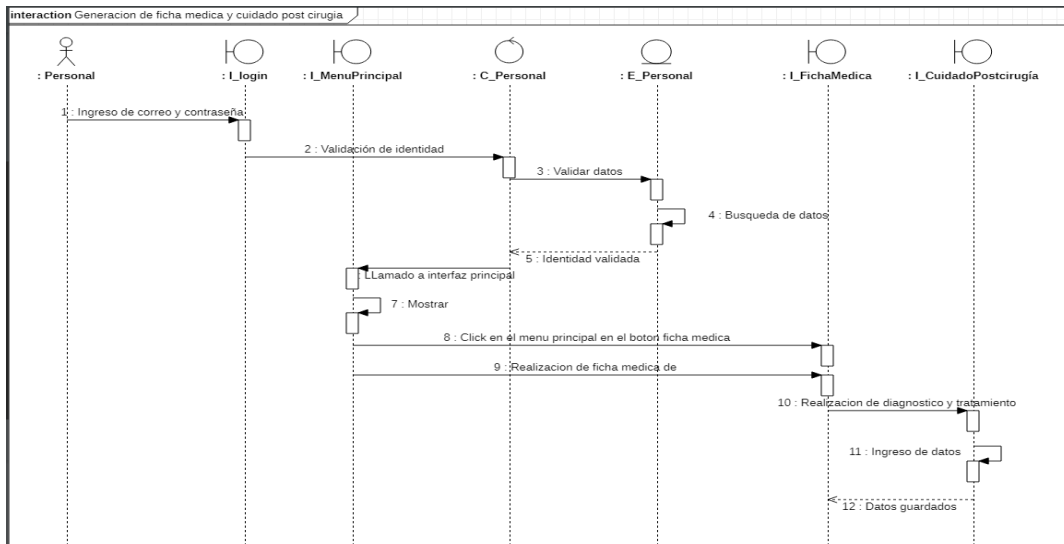 interaction Generacion de ficha medica y cuidado post cirugia
: Personal
: I_login
: I_MenuPrincipal
: C_Personal
: E_Personal
: I_FichaMedica
: I_CuidadoPostcirugía
1 : Ingreso de correo y contraseña
2 : Validación de identidad
3 : Validar datos
4 : Busqueda de datos
5 : Identidad validada
: LLamado a interfaz principal
7 : Mostrar
8 : Click en el menu principal en el boton ficha medica
9 : Realizacion de ficha medica de
10 : Realizacion de diagnostico y tratamiento
11 : Ingreso de datos
12 : Datos guardados